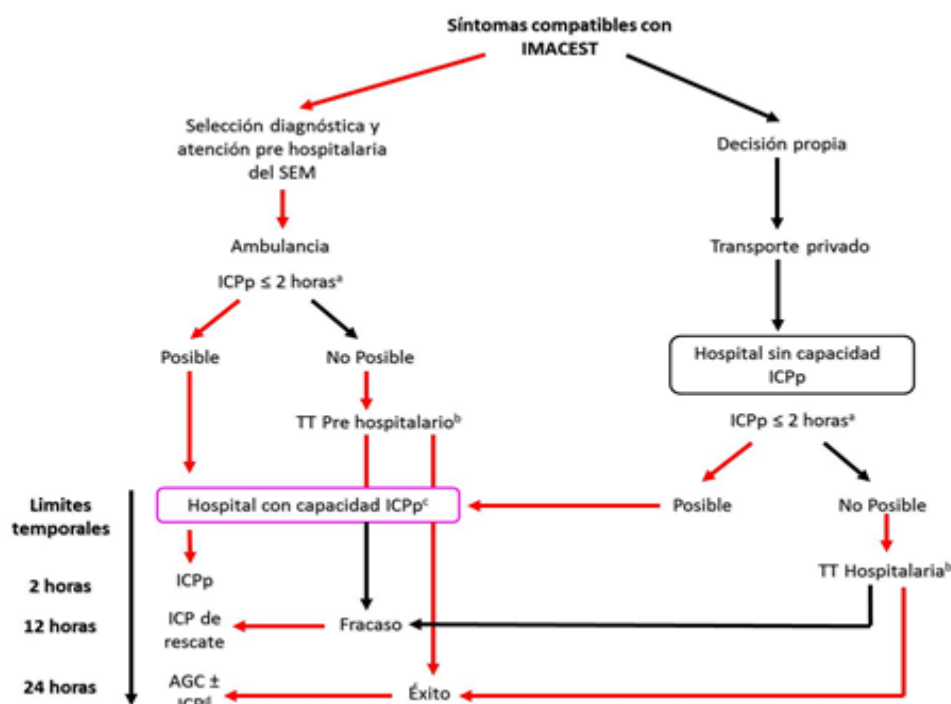 Síntomas compatibles con
IMACEST
Selección diagnóstica y
atención pre hospitalaria
del SEM
Decisión propia
Ambulancia
Transporte privado
ICPp ≤ 2 horasᵃ
Posible
No Posible
Hospital sin capacidad
ICPp
TT Pre hospitalarioᵇ
ICPp ≤ 2 horasᵃ
Limites
temporales
Hospital con capacidad ICPpᶜ
Posible
No Posible
2 horas
ICPp
TT Hospitalariaᵇ
12 horas
ICP de
rescate
Fracaso
24 horas
AGC ±
ICPᵈ
Éxito